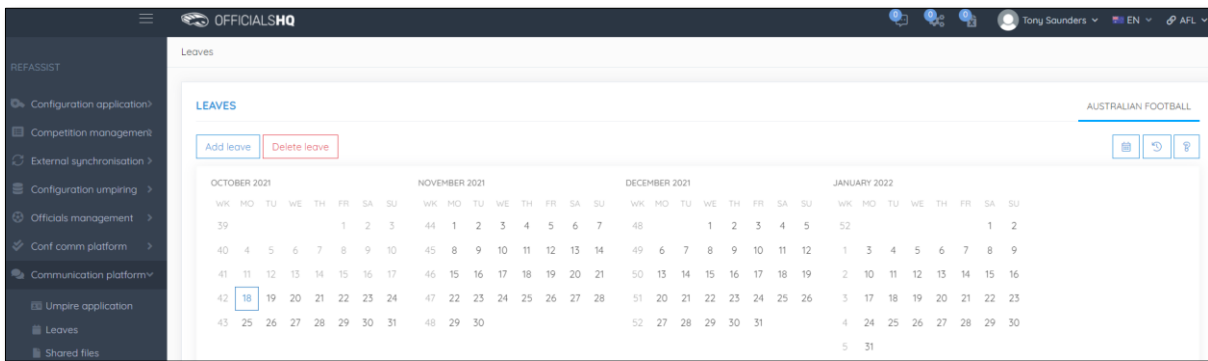 OFFICIALSHQ
0 0 0 Tony Saunders EN AFL
Leaves
REFASSIST
Configuration application
Competition management
External synchronisation
Configuration umpiring
Officials management
Conf comm platform
Communication platform
Umpire application
Leaves
Shared files
LEAVES
AUSTRALIAN FOOTBALL
Add leave Delete leave
OCTOBER 2021
WK MO TU WE TH FR SA SU
39 1 2 3
40 4 5 6 7 8 9 10
41 11 12 13 14 15 16 17
42 18 19 20 21 22 23 24
43 25 26 27 28 29 30 31
NOVEMBER 2021
WK MO TU WE TH FR SA SU
44 1 2 3 4 5 6 7
45 8 9 10 11 12 13 14
46 15 16 17 18 19 20 21
47 22 23 24 25 26 27 28
48 29 30
DECEMBER 2021
WK MO TU WE TH FR SA SU
48 1 2 3 4 5
49 6 7 8 9 10 11 12
50 13 14 15 16 17 18 19
51 20 21 22 23 24 25 26
52 27 28 29 30 31
JANUARY 2022
WK MO TU WE TH FR SA SU
52 1 2
1 3 4 5 6 7 8 9
2 10 11 12 13 14 15 16
3 17 18 19 20 21 22 23
4 24 25 26 27 28 29 30
5 31